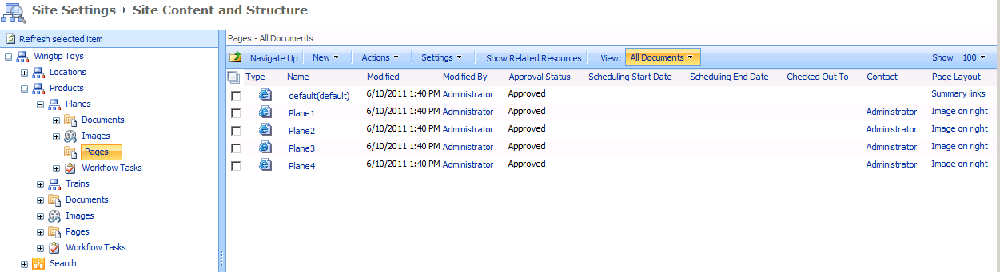 Site Settings ▸ Site Content and Structure
Refresh selected item
Wingtip Toys
Locations
Products
Planes
Documents
Images
Pages
Workflow Tasks
Trains
Documents
Images
Pages
Workflow Tasks
Search
Pages - All Documents
Navigate Up New Actions Settings Show Related Resources View: All Documents Show 100
Type Name Modified Modified By Approval Status Scheduling Start Date Scheduling End Date Checked Out To Contact Page Layout
default(default) 6/10/2011 1:40 PM Administrator Approved Summary links
Plane1 6/10/2011 1:40 PM Administrator Approved Administrator Image on right
Plane2 6/10/2011 1:40 PM Administrator Approved Administrator Image on right
Plane3 6/10/2011 1:40 PM Administrator Approved Administrator Image on right
Plane4 6/10/2011 1:40 PM Administrator Approved Administrator Image on right